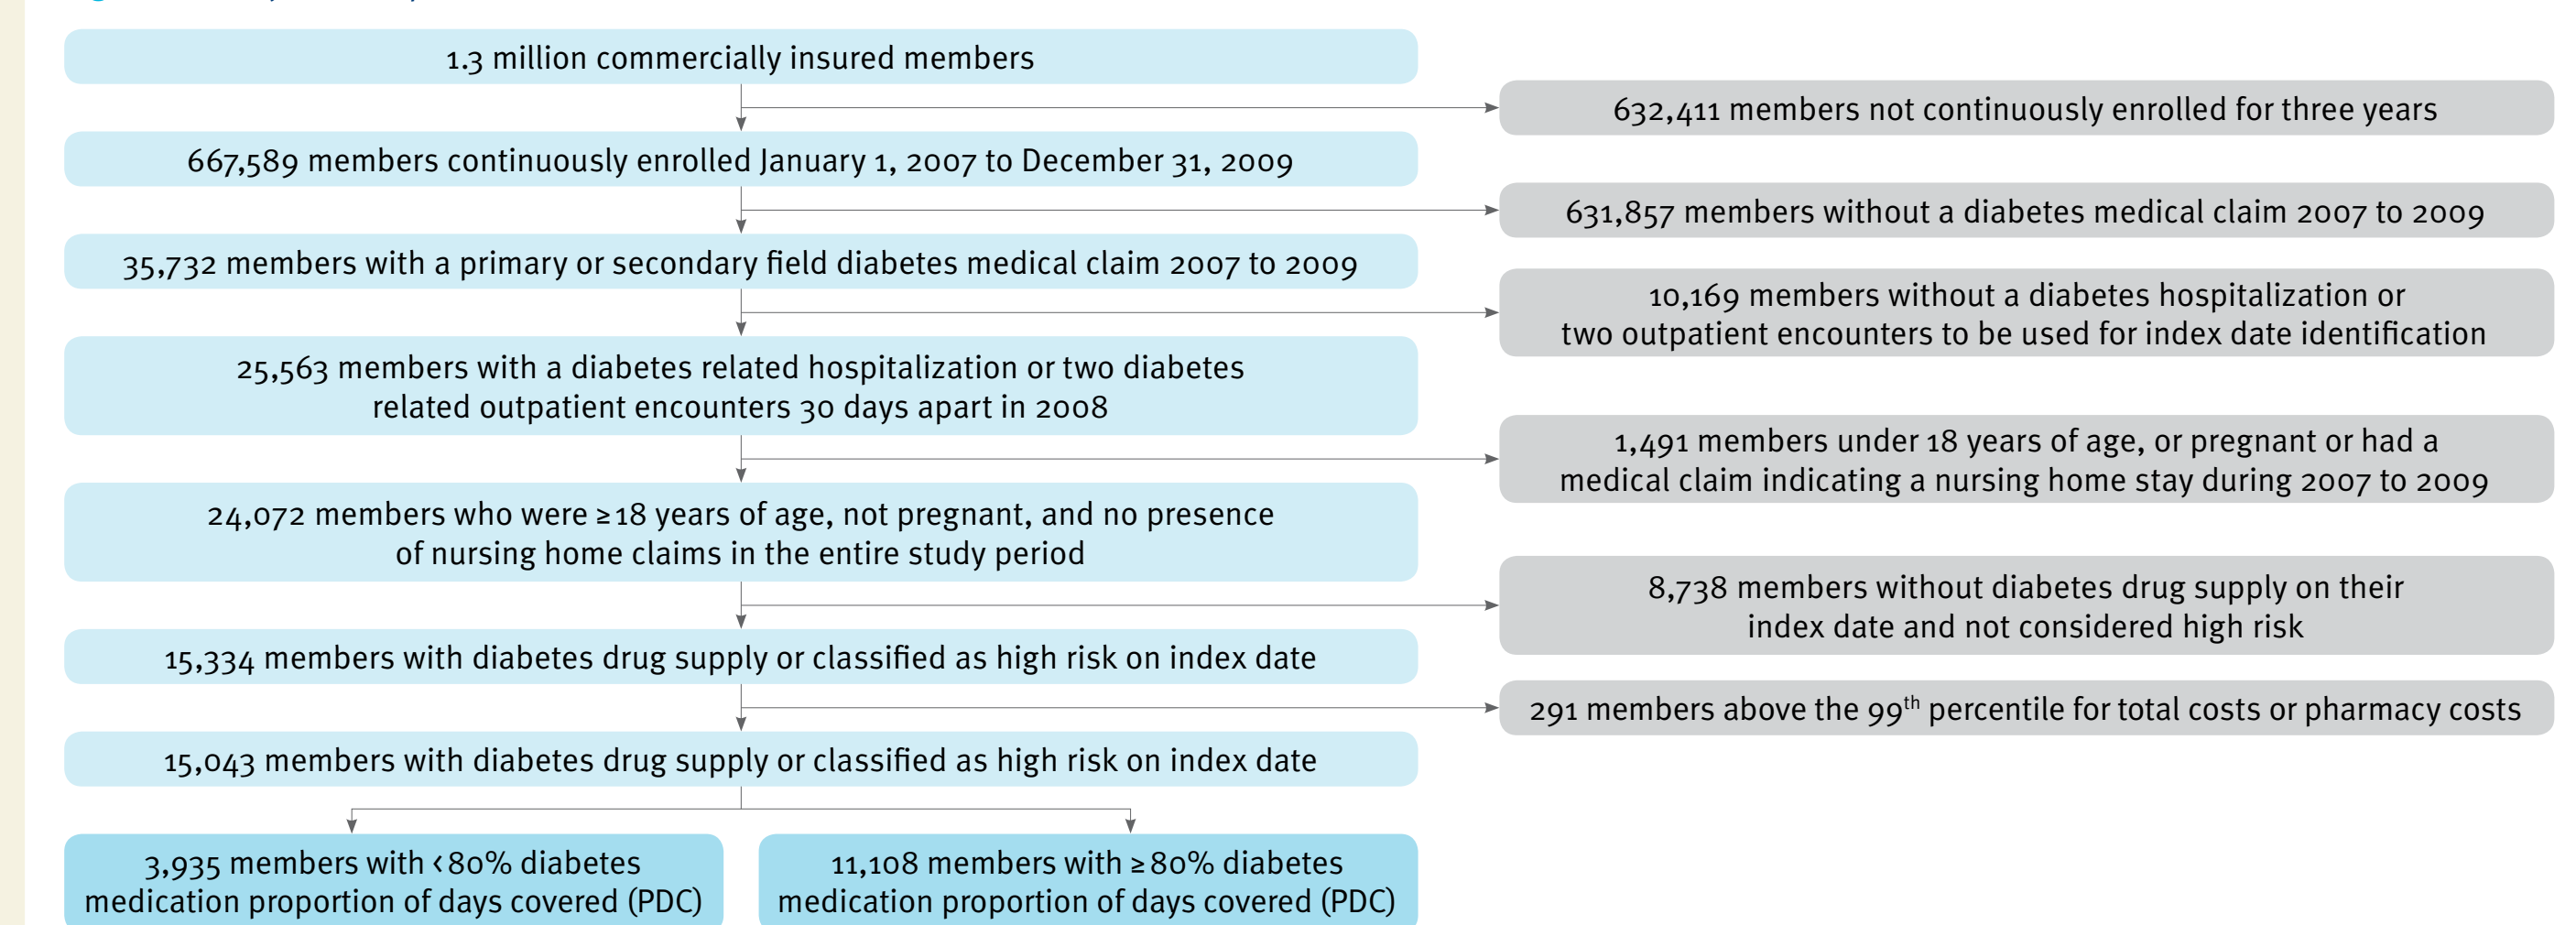 1.3 million commercially insured members
632,411 members not continuously enrolled for three years
667,589 members continuously enrolled January 1, 2007 to December 31, 2009
631,857 members without a diabetes medical claim 2007 to 2009
35,732 members with a primary or secondary field diabetes medical claim 2007 to 2009
10,169 members without a diabetes hospitalization or
two outpatient encounters to be used for index date identification
25,563 members with a diabetes related hospitalization or two diabetes
related outpatient encounters 30 days apart in 2008
1,491 members under 18 years of age, or pregnant or had a
medical claim indicating a nursing home stay during 2007 to 2009
24,072 members who were ≥18 years of age, not pregnant, and no presence
of nursing home claims in the entire study period
8,738 members without diabetes drug supply on their
index date and not considered high risk
15,334 members with diabetes drug supply or classified as high risk on index date
291 members above the 99th percentile for total costs or pharmacy costs
15,043 members with diabetes drug supply or classified as high risk on index date
3,935 members with <80% diabetes
medication proportion of days covered (PDC)
11,108 members with ≥80% diabetes
medication proportion of days covered (PDC)